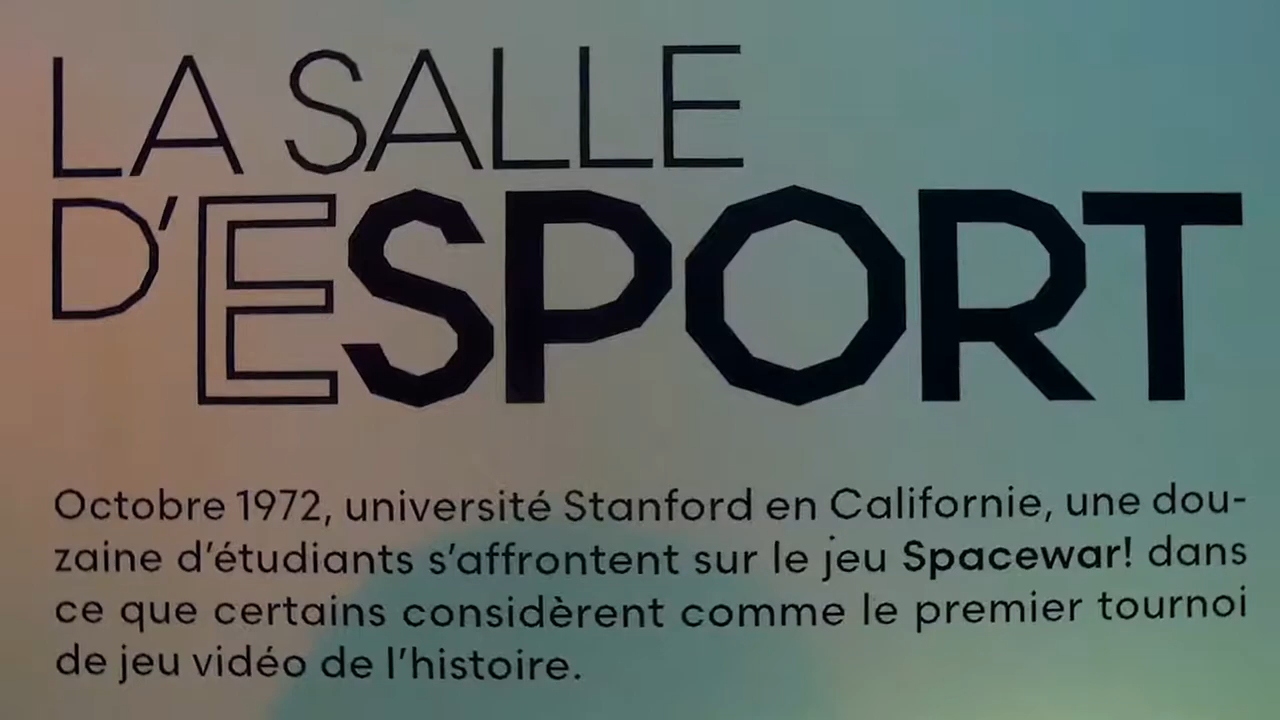 LA SALLE
D'ESPORT
Octobre 1972, université Stanford en Californie, une dou-
zaine d'étudiants s'affrontent sur le jeu Spacewar! dans
ce que certains considèrent comme le premier tournoi
de jeu vidéo de l'histoire.